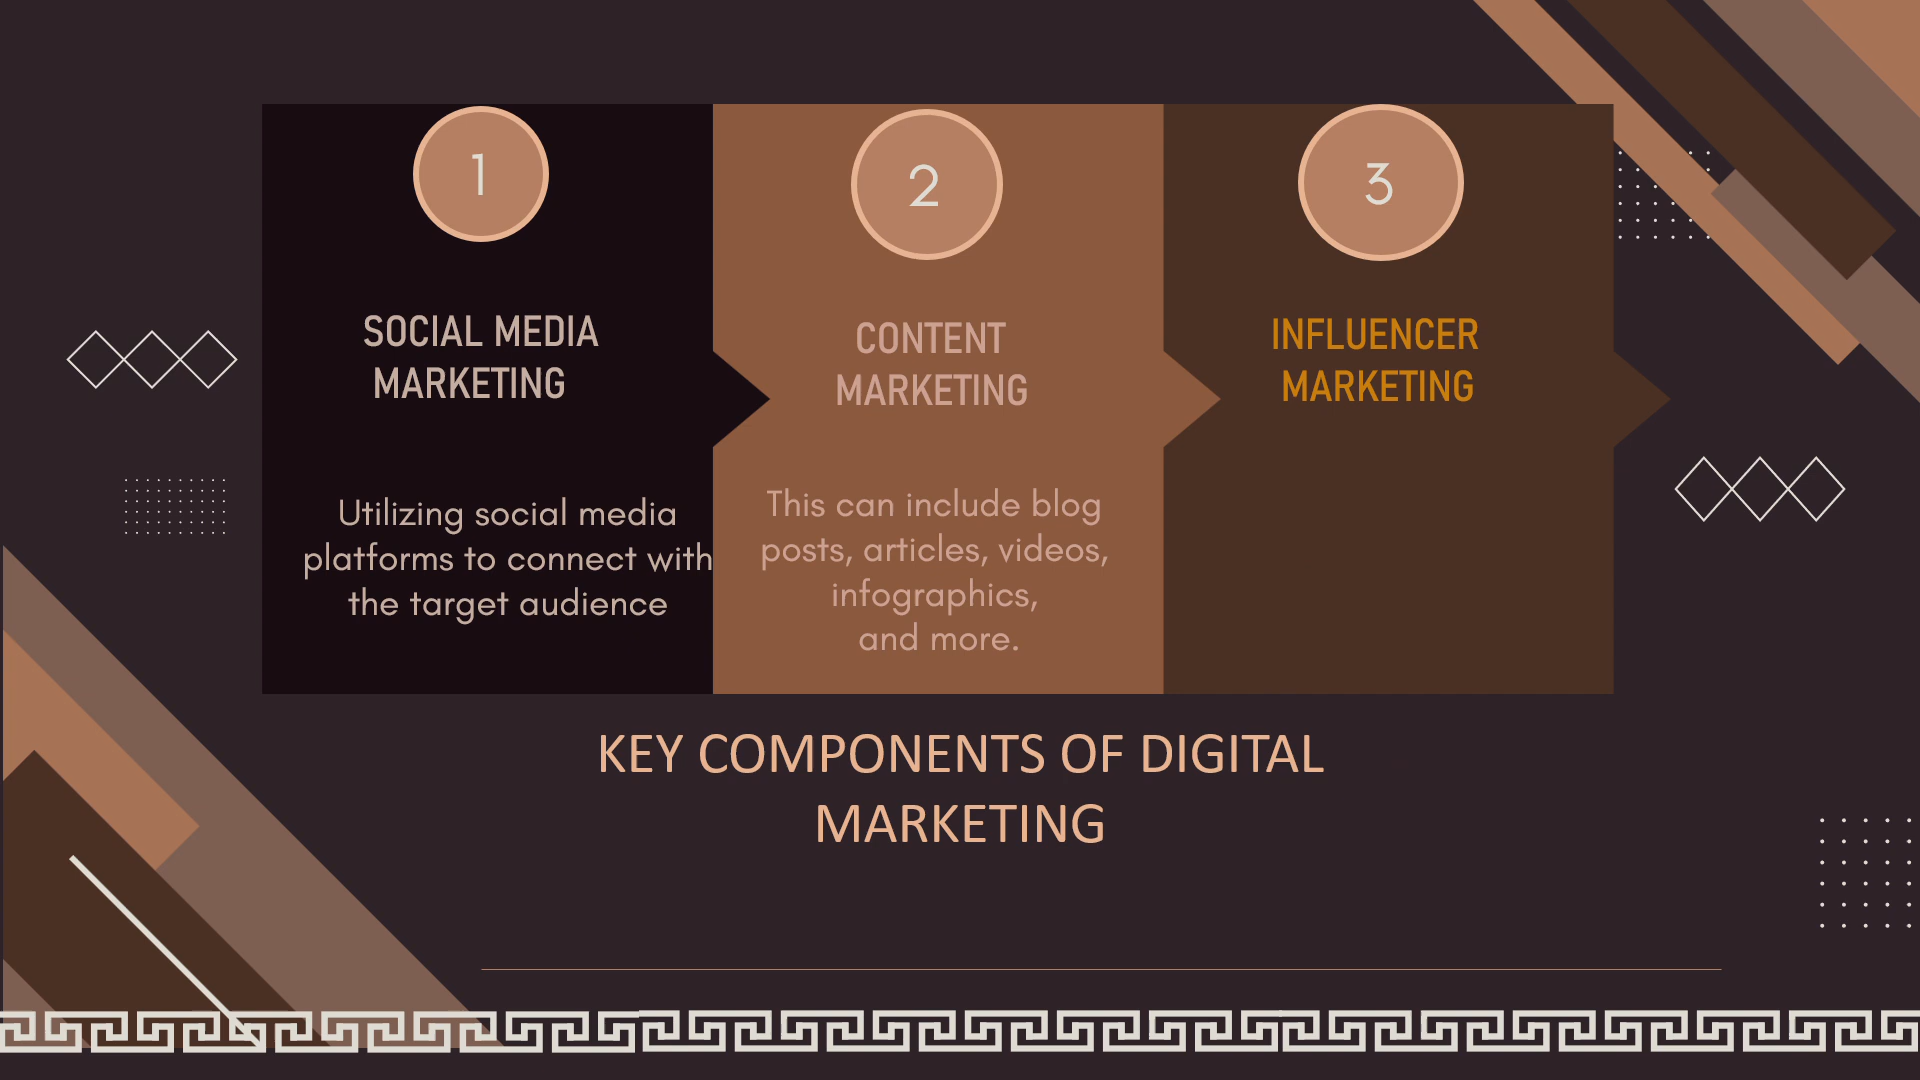 1
SOCIAL MEDIA
MARKETING
Utilizing social media
platforms to connect with
the target audience
2
CONTENT
MARKETING
This can include blog
posts, articles, videos,
infographics,
and more.
3
INFLUENCER
MARKETING
KEY COMPONENTS OF DIGITAL
MARKETING